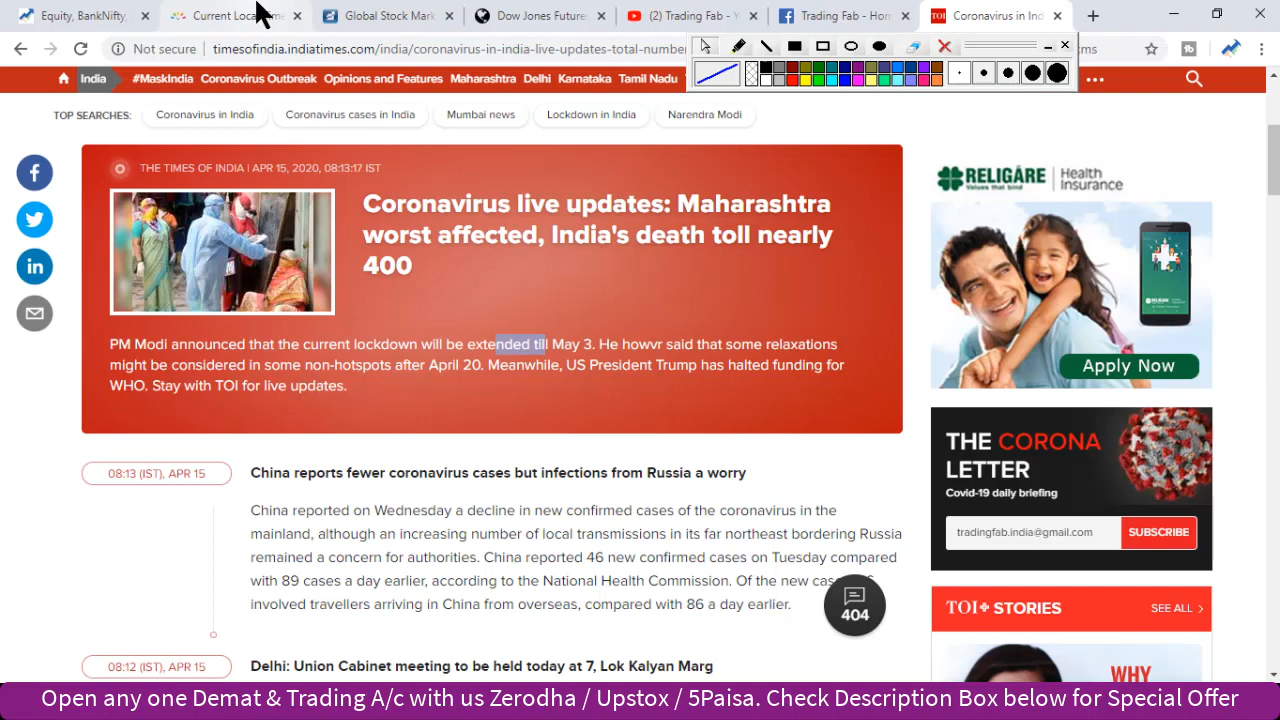 Equity, BankNifty,
Current Loc
Global Stock Mark
Dow Jones Future
(2) Trading Fab - Y
Trading Fab - Hom
TOI
Coronavirus in Ind
Not secure
timesofindia.indiatimes.com/india/coronavirus-in-india-live-updates-total-number
India
#MaskIndia
Coronavirus Outbreak
Opinions and Features
Maharashtra
Delhi
Karnataka
Tamil Nadu
TOP SEARCHES:
Coronavirus in India
Coronavirus cases in India
Mumbai news
Lockdown in India
Narendra Modi
THE TIMES OF INDIA | APR 15, 2020, 08:13:17 IST
Coronavirus live updates: Maharashtra
worst affected, India's death toll nearly
400
PM Modi announced that the current lockdown will be extended till May 3. He howvr said that some relaxations
might be considered in some non-hotspots after April 20. Meanwhile, US President Trump has halted funding for
WHO. Stay with TOI for live updates.
08:13 (IST), APR 15
China reports fewer coronavirus cases but infections from Russia a worry
China reported on Wednesday a decline in new confirmed cases of the coronavirus in the
mainland, although an increasing number of local transmissions in its far northeast bordering Russia
remained a concern for authorities. China reported 46 new confirmed cases on Tuesday compared
with 89 cases a day earlier, according to the National Health Commission. Of the new
involved travellers arriving in China from overseas, compared with 86 a day earlier.
404
08:12 (IST), APR 15
Delhi: Union Cabinet meeting to be held today at 7, Lok Kalyan Marg
RELIGARE
Values that bind
Health
Insurance
Apply Now
THE CORONA
LETTER
Covid-19 daily briefing
tradingfab.india@gmail.com
SUBSCRIBE
TOI+ STORIES
SEE ALL
WHY
Open any one Demat & Trading A/c with us Zerodha / Upstox / 5Paisa. Check Description Box below for Special Offer